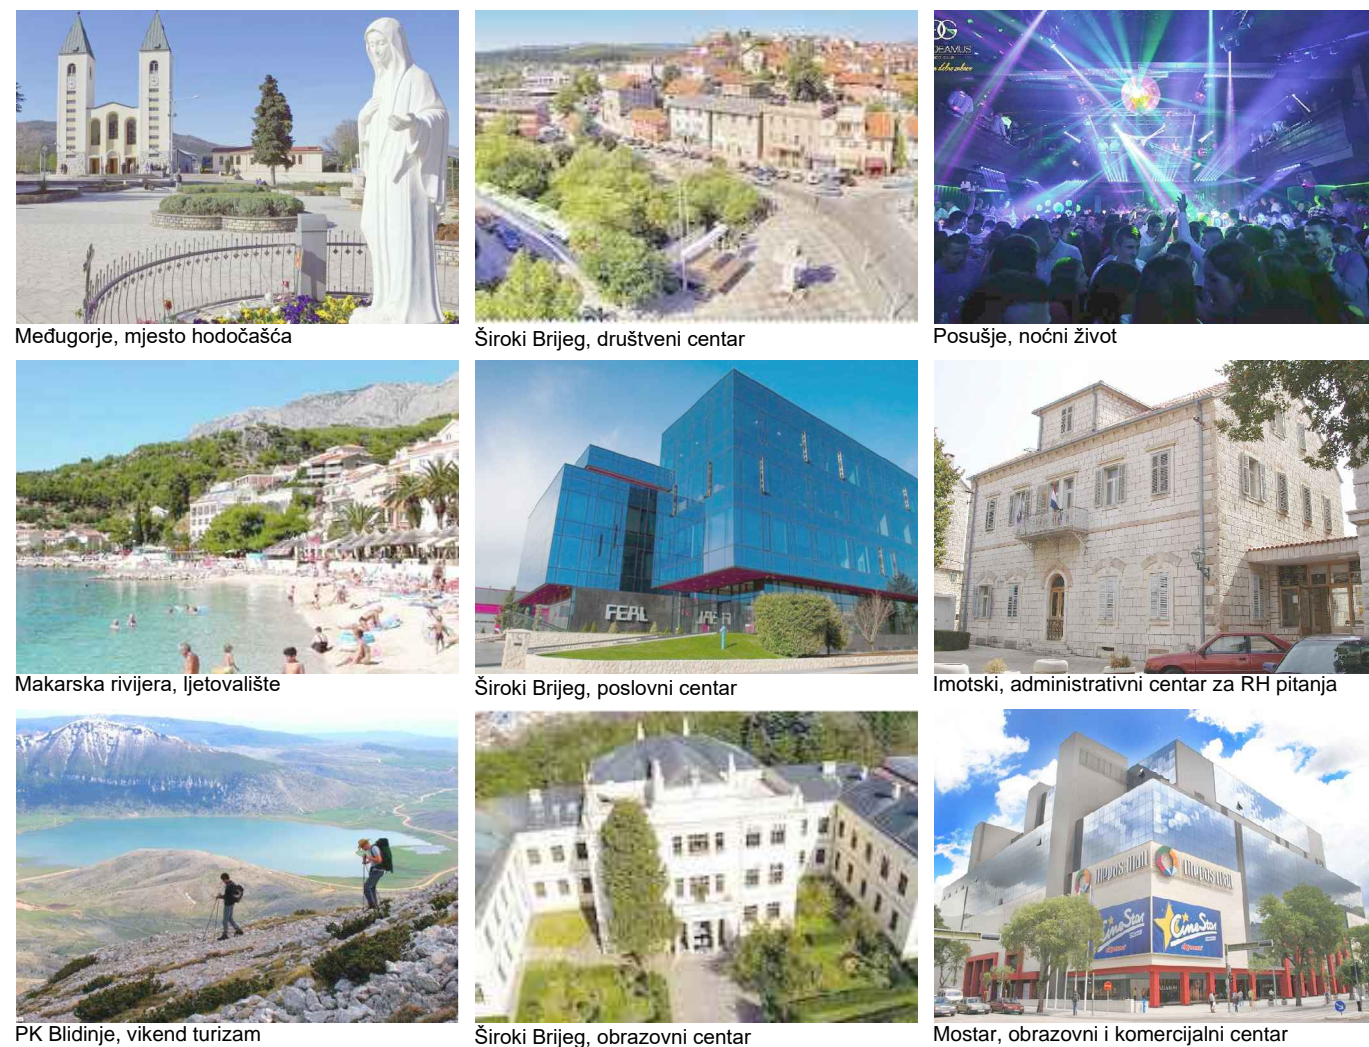 DEAMUS
Međugorje, mjesto hodočašća
Široki Brijeg, društveni centar
Posušje, noćni život
FEAL
Makarska rivijera, ljetovalište
Široki Brijeg, poslovni centar
Imotski, administrativni centar za RH pitanja
mepas mall
mepas mall
CineStar
CineStar
PK Blidinje, vikend turizam
Široki Brijeg, obrazovni centar
Mostar, obrazovni i komercijalni centar